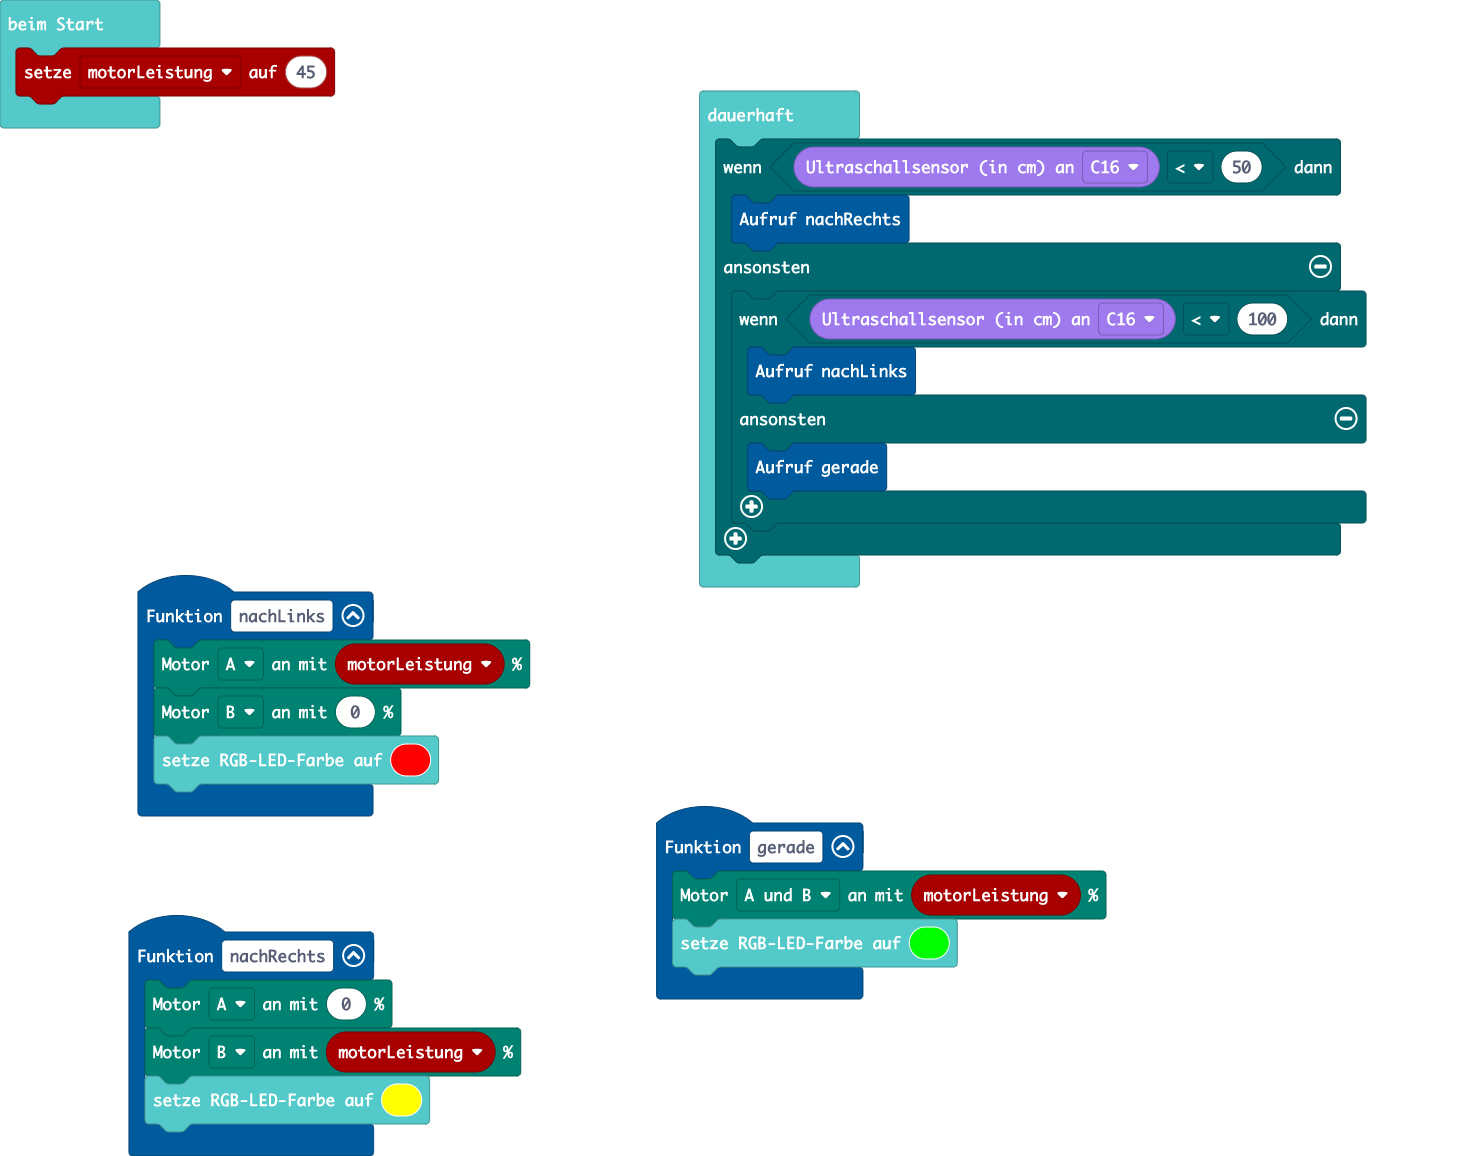 beim Start
setze motorLeistung auf 45
dauerhaft
wenn Ultraschallsensor (in cm) an C16 < 50 dann
Aufruf nachRechts
ansonsten
wenn Ultraschallsensor (in cm) an C16 < 100 dann
Aufruf nachLinks
ansonsten
Aufruf gerade
Funktion nachLinks
Motor A an mit motorLeistung %
Motor B an mit 0 %
setze RGB-LED-Farbe auf
Funktion gerade
Motor A und B an mit motorLeistung %
setze RGB-LED-Farbe auf
Funktion nachRechts
Motor A an mit 0 %
Motor B an mit motorLeistung %
setze RGB-LED-Farbe auf